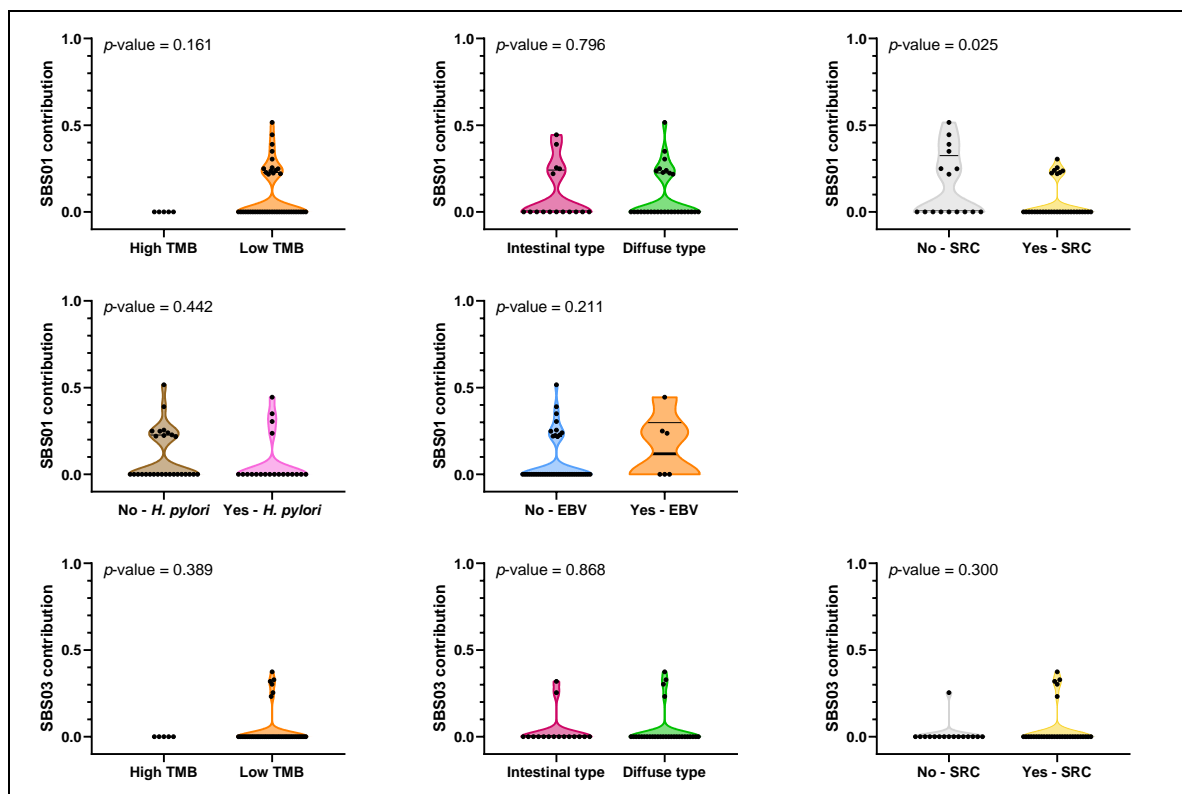 p-value = 0.161
1.0
0.5
0.0
SBS01 contribution
High TMB Low TMB
p-value = 0.796
1.0
0.5
0.0
SBS01 contribution
Intestinal type Diffuse type
p-value = 0.025
1.0
0.5
0.0
SBS01 contribution
No - SRC Yes - SRC
p-value = 0.442
1.0
0.5
0.0
SBS01 contribution
No - H. pylori Yes - H. pylori
p-value = 0.211
1.0
0.5
0.0
SBS01 contribution
No - EBV Yes - EBV
p-value = 0.389
1.0
0.5
0.0
SBS03 contribution
High TMB Low TMB
p-value = 0.868
1.0
0.5
0.0
SBS03 contribution
Intestinal type Diffuse type
p-value = 0.300
1.0
0.5
0.0
SBS03 contribution
No - SRC Yes - SRC